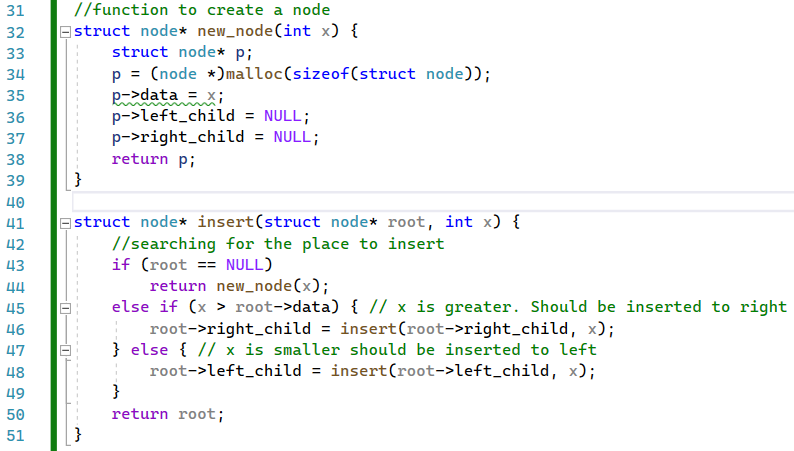 31 //function to create a node
32 struct node* new_node(int x) {
33     struct node* p;
34     p = (node *)malloc(sizeof(struct node));
35     p->data = x;
36     p->left_child = NULL;
37     p->right_child = NULL;
38     return p;
39 }
40
41 struct node* insert(struct node* root, int x) {
42     //searching for the place to insert
43     if (root == NULL)
44         return new_node(x);
45     else if (x > root->data) { // x is greater. Should be inserted to right
46         root->right_child = insert(root->right_child, x);
47     } else { // x is smaller should be inserted to left
48         root->left_child = insert(root->left_child, x);
49     }
50     return root;
51 }